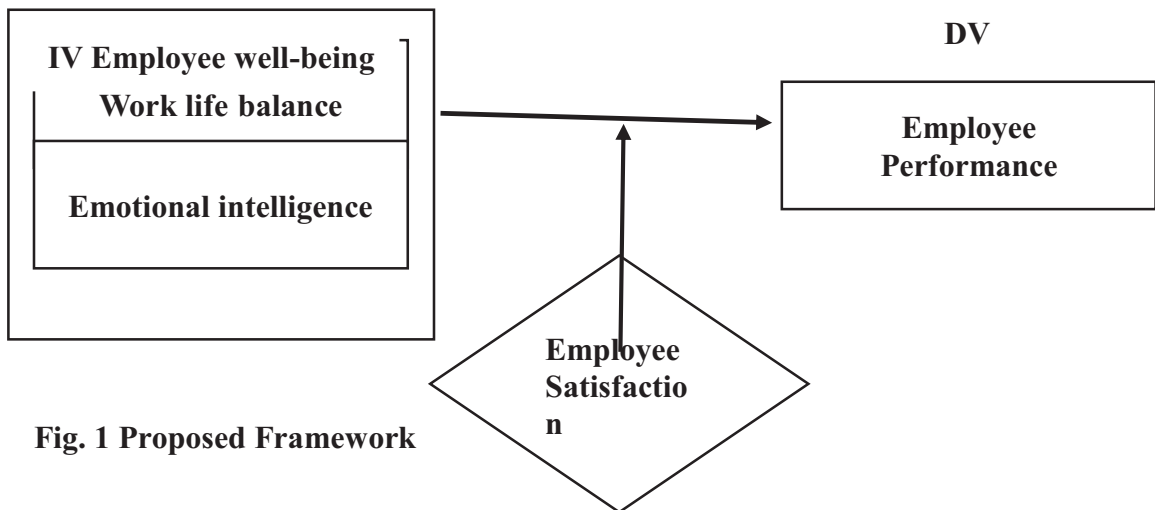 IV Employee well-being
Work life balance
Emotional intelligence
DV
Employee
Performance
Employee
Satisfactio
n
Fig. 1 Proposed Framework